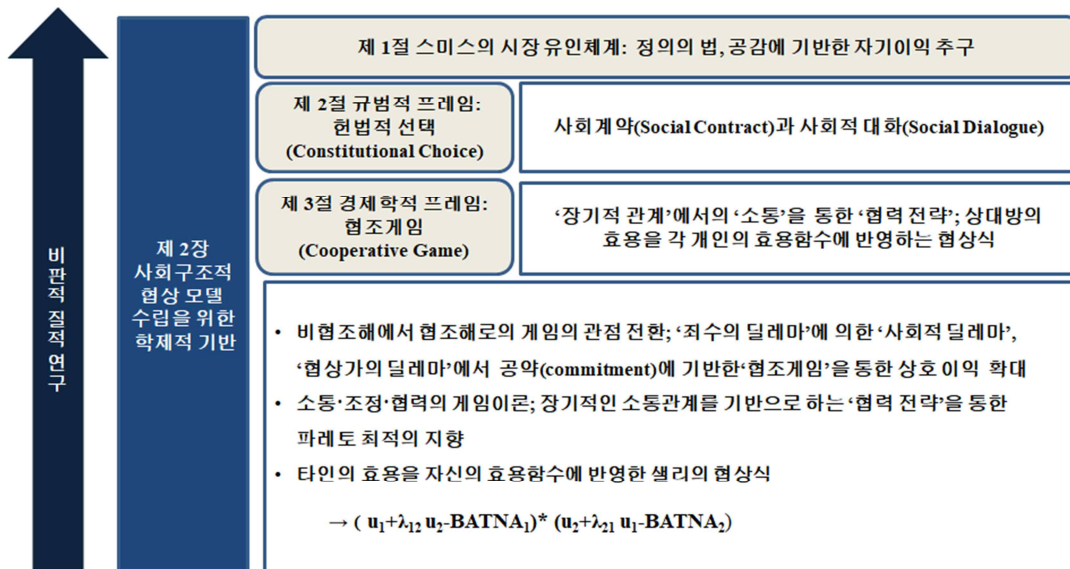 비판적 질적 연구
제 2장
사회구조적
협상 모델
수립을 위한
학제적 기반
제 1절 스미스의 시장 유인체계: 정의의 법, 공감에 기반한 자기이익 추구
제 2절 규범적 프레임:
헌법적 선택
(Constitutional Choice)
사회계약(Social Contract)과 사회적 대화(Social Dialogue)
제 3절 경제학적 프레임:
협조게임
(Cooperative Game)
‘장기적 관계’에서의 ‘소통’을 통한 ‘협력 전략’; 상대방의
효용을 각 개인의 효용함수에 반영하는 협상식
• 비협조해에서 협조해로의 게임의 관점 전환; ‘죄수의 딜레마’에 의한 ‘사회적 딜레마’,
‘협상가의 딜레마’에서 공약(commitment)에 기반한‘협조게임’을 통한 상호 이익 확대
• 소통·조정·협력의 게임이론; 장기적인 소통관계를 기반으로 하는 ‘협력 전략’을 통한
파레토 최적의 지향
• 타인의 효용을 자신의 효용함수에 반영한 샐리의 협상식
→ ( u₁+λ₁₂ u₂-BATNA₁)* (u₂+λ₂₁ u₁-BATNA₂)